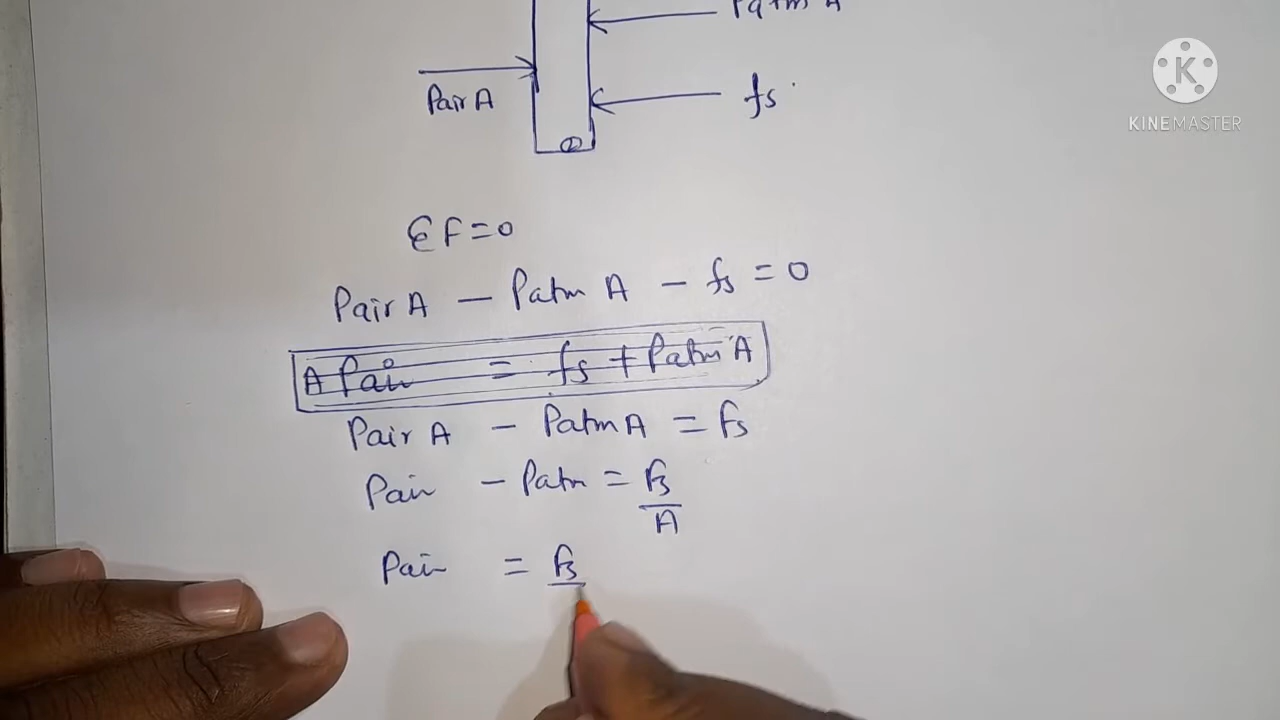 Patm A
Pair A
fs
KINEMASTER
ΣF=0
Pair A - Patm A - fs = 0
A Pair = fs + Patm A
Pair A - Patm A = fs
Pair - Patm = fs
A
Pair = fs